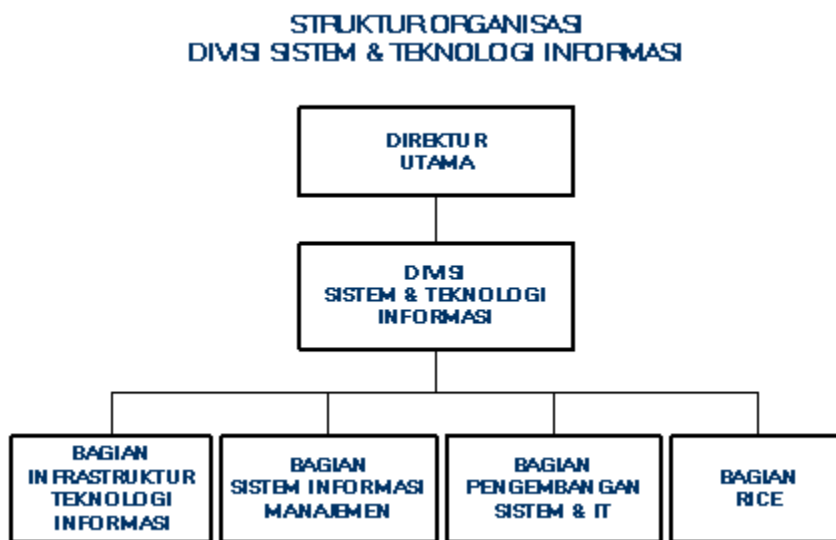 STRUKTUR ORGANISASI
DIVISI SISTEM & TEKNOLOGI INFORMASI
DIREKTUR
UTAMA
DIVISI
SISTEM & TEKNOLOGI
INFORMASI
BAGIAN
INFRASTRUKTUR
TEKNOLOGI
INFORMASI
BAGIAN
SISTEM INFORMASI
MANAJEMEN
BAGIAN
PENGEMBANGAN
SISTEM & IT
BAGIAN
RICE